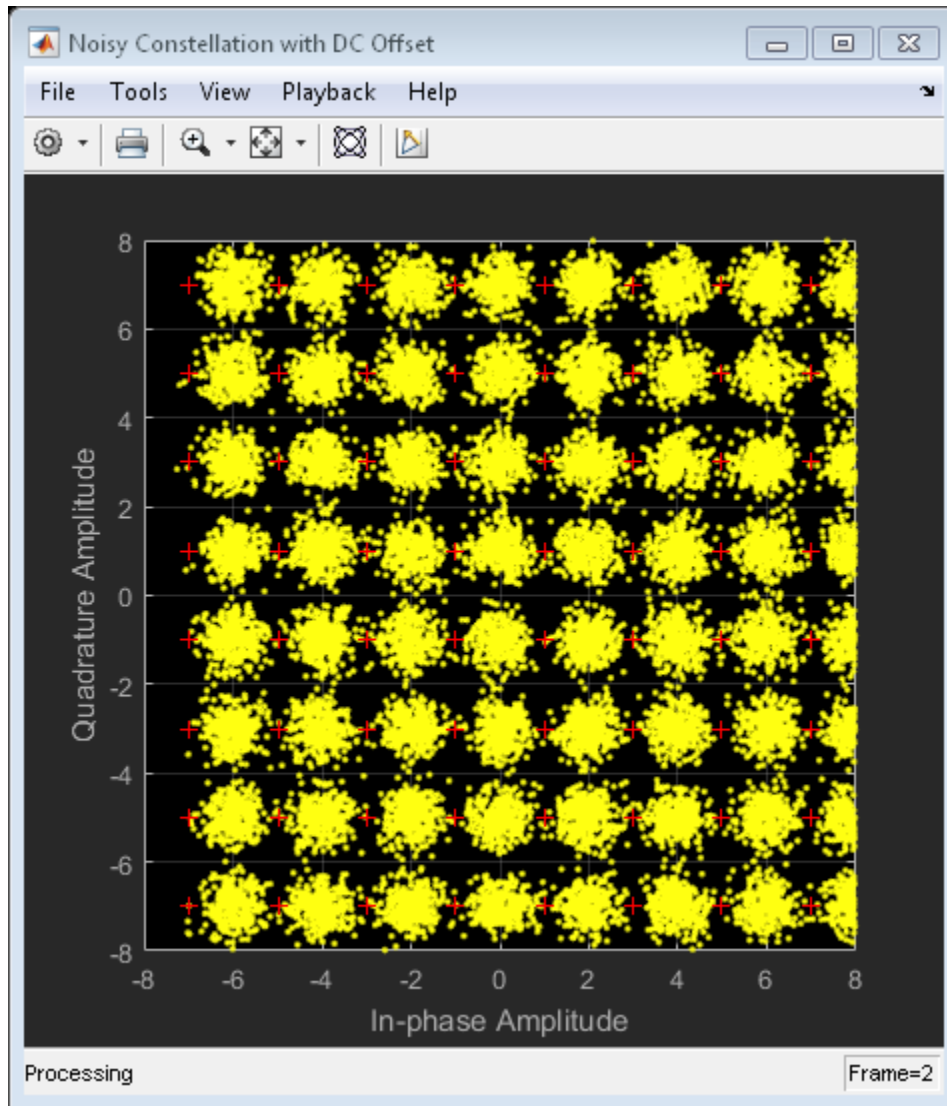 Noisy Constellation with DC Offset
File Tools View Playback Help
8
6
4
2
0
-2
-4
-6
-8
Quadrature Amplitude
-8 -6 -4 -2 0 2 4 6 8
In-phase Amplitude
Processing Frame=2